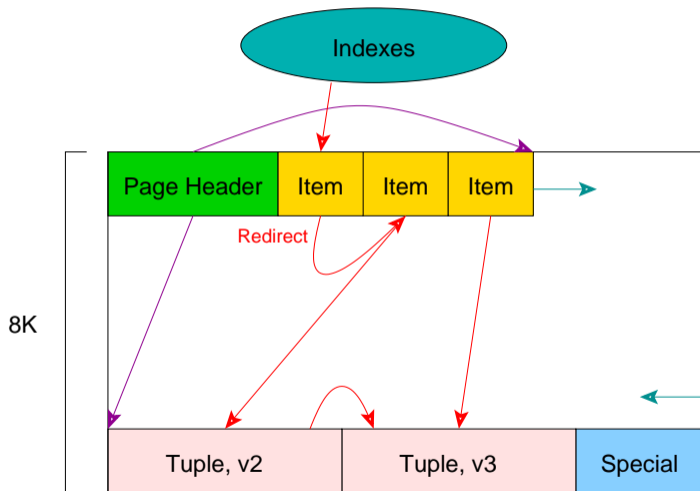 Indexes
Page Header Item Item Item
Redirect
8K
Tuple, v2 Tuple, v3 Special